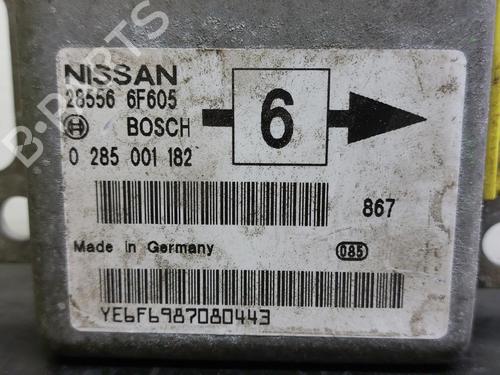 NISSAN
28556 6F605
BOSCH
6
0 285 001 182
867
Made in Germany
085
YE6F6987080443
B-PARTS